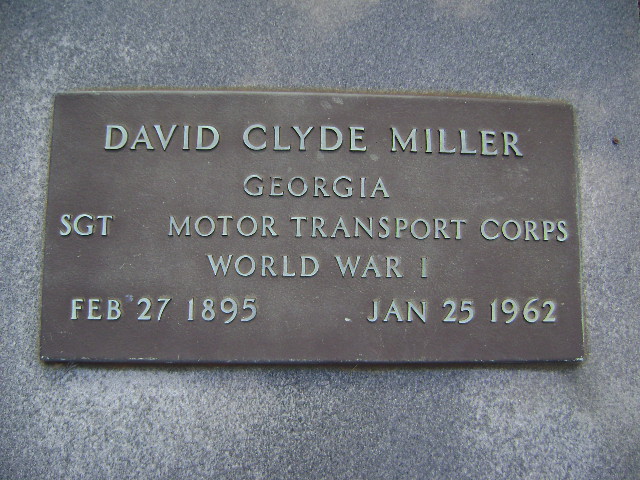 DAVID CLYDE MILLER
GEORGIA
SGT MOTOR TRANSPORT CORPS
WORLD WAR I
FEB 27 1895 JAN 25 1962